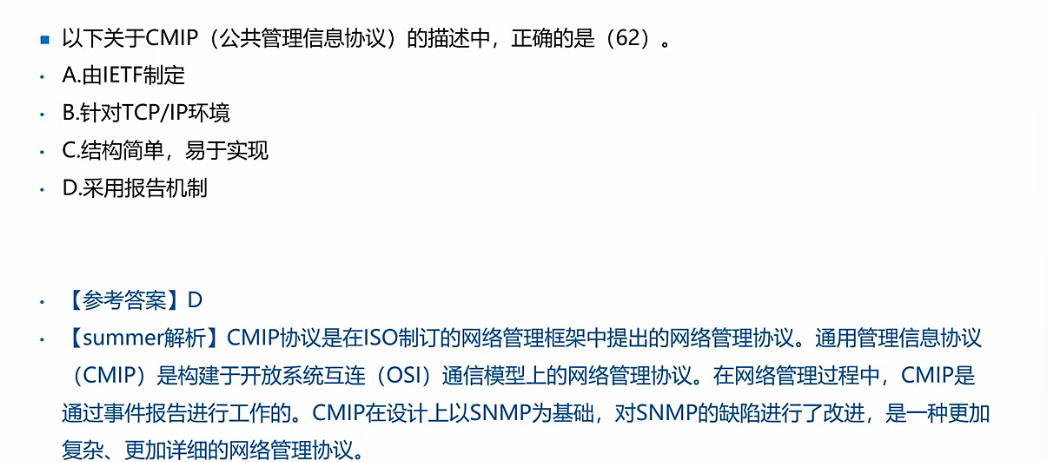 以下关于CMIP（公共管理信息协议）的描述中，正确的是（62）。
A.由IETF制定
B.针对TCP/IP环境
C.结构简单，易于实现
D.采用报告机制
【参考答案】D
【summer解析】CMIP协议是在ISO制订的网络管理框架中提出的网络管理协议。通用管理信息协议
（CMIP）是构建于开放系统互连（OSI）通信模型上的网络管理协议。在网络管理过程中，CMIP是
通过事件报告进行工作的。CMIP在设计上以SNMP为基础，对SNMP的缺陷进行了改进，是一种更加
复杂、更加详细的网络管理协议。